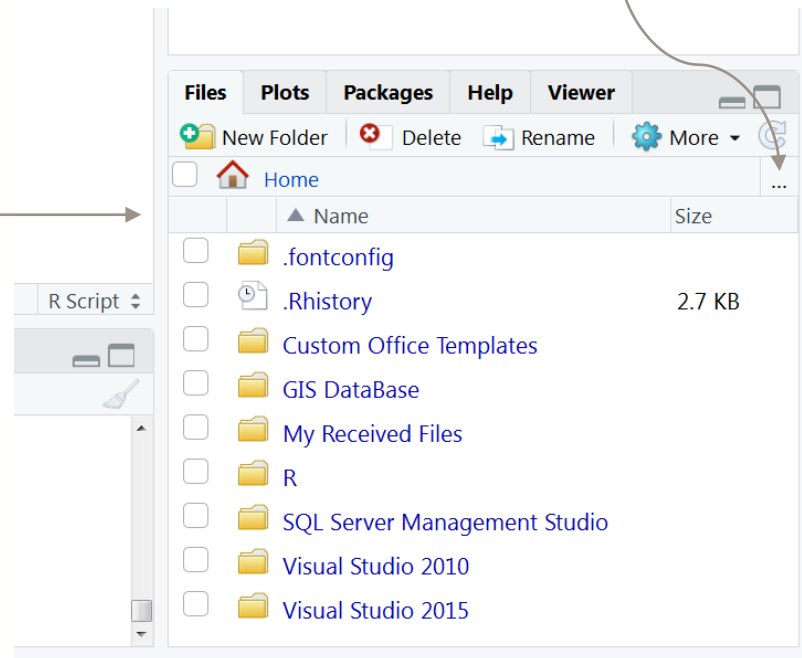 Files Plots Packages Help Viewer
New Folder Delete Rename More
Home ...
Name Size
.fontconfig
.Rhistory 2.7 KB
Custom Office Templates
GIS DataBase
My Received Files
R
SQL Server Management Studio
Visual Studio 2010
Visual Studio 2015
R Script